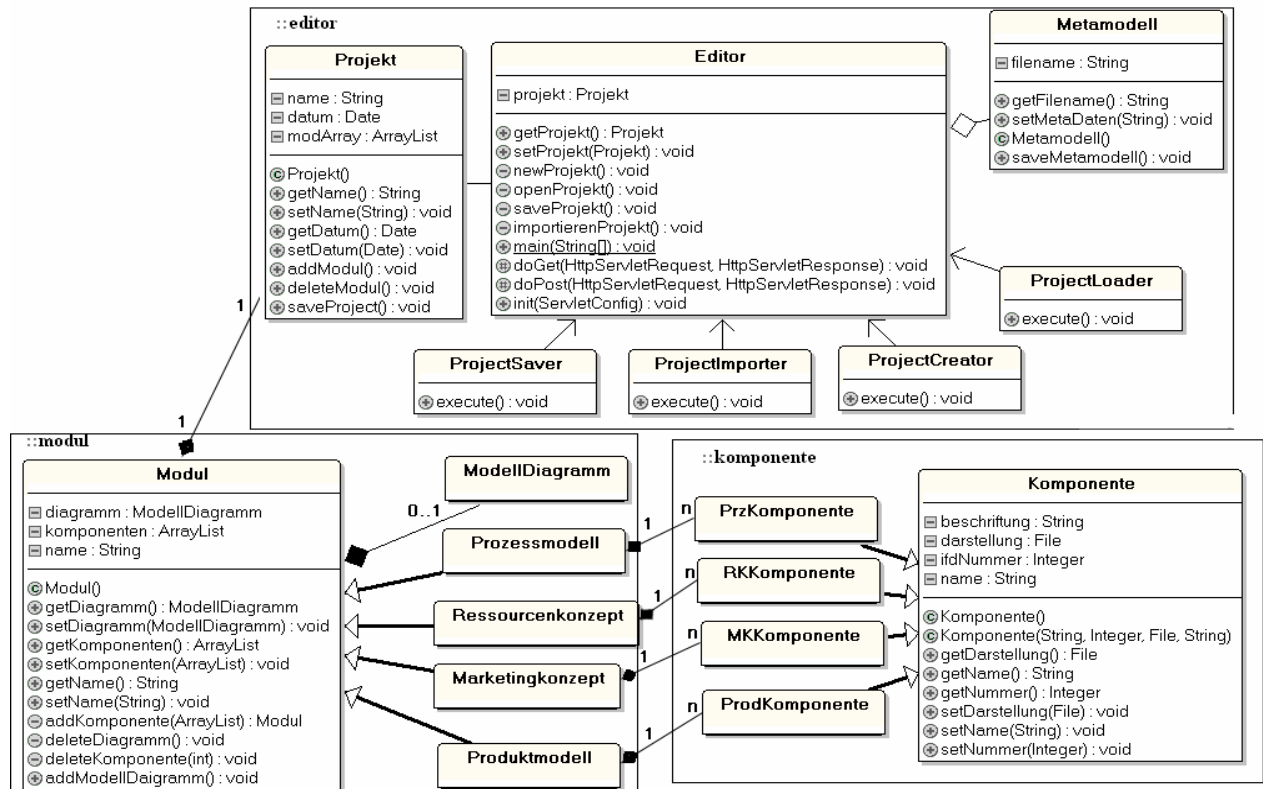 ::editor
Projekt
name : String
datum : Date
modArray : ArrayList
Projekt()
getName() : String
setName(String) : void
getDatum() : Date
setDatum(Date) : void
addModul() : void
deleteModul() : void
saveProject() : void
Editor
projekt : Projekt
getProjekt() : Projekt
setProjekt(Projekt) : void
newProjekt() : void
openProjekt() : void
saveProjekt() : void
importierenProjekt() : void
main(String[]) : void
doGet(HttpServletRequest, HttpServletResponse) : void
doPost(HttpServletRequest, HttpServletResponse) : void
init(ServletConfig) : void
Metamodell
filename : String
getFilename() : String
setMetaDaten(String) : void
Metamodell()
saveMetamodell() : void
ProjectLoader
execute() : void
ProjectSaver
execute() : void
ProjectImporter
execute() : void
ProjectCreator
execute() : void
1
1
::modul
Modul
diagramm : ModellDiagramm
komponenten : ArrayList
name : String
Modul()
getDiagramm() : ModellDiagramm
setDiagramm(ModellDiagramm) : void
getKomponenten() : ArrayList
setKomponenten(ArrayList) : void
getName() : String
setName(String) : void
addKomponente(ArrayList) : Modul
deleteDiagramm() : void
deleteKomponente(int) : void
addModellDaigramm() : void
ModellDiagramm
0..1
Prozessmodell
Ressourcenkonzept
Marketingkonzept
Produktmodell
1 n
1 n
1 n
1 n
::komponente
PrzKomponente
RKKomponente
MKKomponente
ProdKomponente
Komponente
beschriftung : String
darstellung : File
ifdNummer : Integer
name : String
Komponente()
Komponente(String, Integer, File, String)
getDarstellung() : File
getName() : String
getNummer() : Integer
setDarstellung(File) : void
setName(String) : void
setNummer(Integer) : void